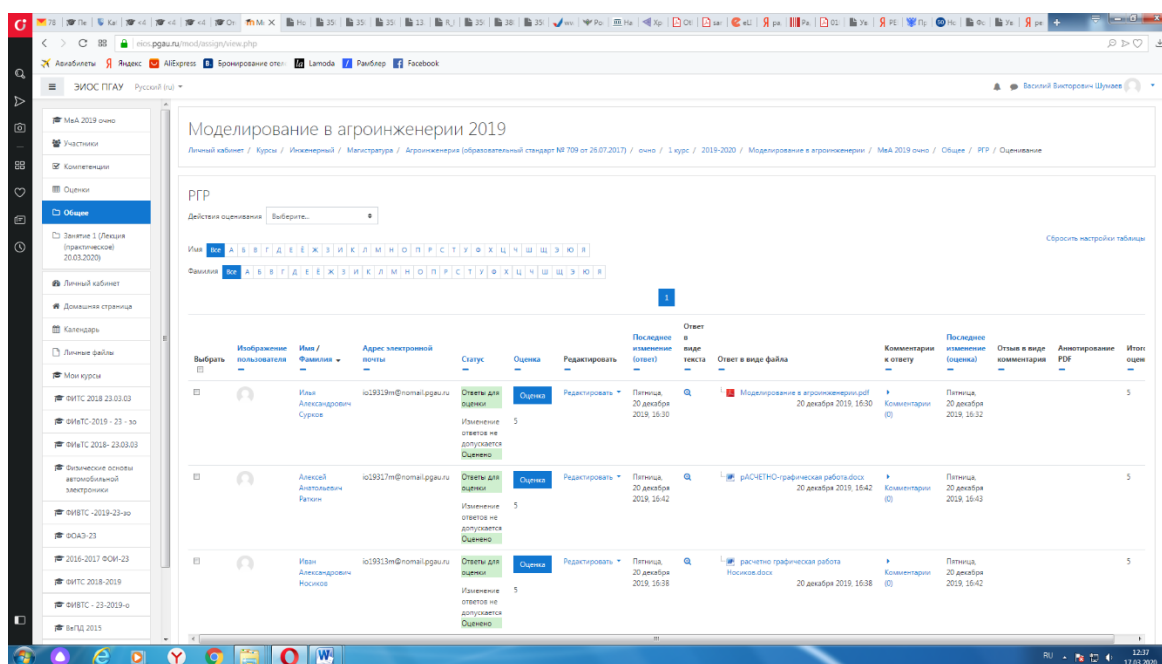 eios.pgau.ru/mod/assign/view.php
Авиабилеты Яндекс AliExpress Бронирование отел Lamoda Рамблер Facebook
ЭИОС ПГАУ Русский (ru)
Василий Викторович Шумаев
МвА 2019 очно
Участники
Компетенции
Оценки
Общее
Занятие 1 (Лекция
(практическое)
20.03.2020)
Личный кабинет
Домашняя страница
Календарь
Личные файлы
Мои курсы
ФИТС 2018 23.03.03
ФИвТС-2019 - 23 - зо
ФИвТС 2018- 23.03.03
Физические основы
автомобильной
электроники
ФИВТС -2019-23-зо
ФОАЭ-23
2016-2017 ФОИ-23
ФИТС 2018-2019
ФИВТС - 23-2019-о
ВвПД 2015
Моделирование в агроинженерии 2019
Личный кабинет / Курсы / Инженерный / Магистратура / Агроинженерия (образовательный стандарт № 709 от 26.07.2017) / очно / 1 курс / 2019-2020 / Моделирование в агроинженерии / МвА 2019 очно / Общее / РГР / Оценивание
РГР
Действия оценивания Выберите...
Сбросить настройки таблицы
Имя Все А Б В Г Д Е Ё Ж З И К Л М Н О П Р С Т У Ф Х Ц Ч Ш Щ Э Ю Я
Фамилия Все А Б В Г Д Е Ё Ж З И К Л М Н О П Р С Т У Ф Х Ц Ч Ш Щ Э Ю Я
1
Выбрать
Изображение
пользователя
Имя /
Фамилия
Адрес электронной
почты
Статус
Оценка
Редактировать
Последнее
изменение
(ответ)
Ответ
в
виде
текста
Ответ в виде файла
Комментарии
к ответу
Последнее
изменение
(оценка)
Отзыв в виде
комментария
Аннотирование
PDF
Итого
оцен
Илья
Александрович
Сурков
io19319m@nomail.pgau.ru
Ответы для
оценки
Изменение
ответов не
допускается
Оценено
Оценка
5
Редактировать
Пятница,
20 декабря
2019, 16:30
Моделирование в агроинженерии.pdf
20 декабря 2019, 16:30
Комментарии
(0)
Пятница,
20 декабря
2019, 16:32
5
Алексей
Анатольевич
Раткин
io19317m@nomail.pgau.ru
Ответы для
оценки
Изменение
ответов не
допускается
Оценено
Оценка
5
Редактировать
Пятница,
20 декабря
2019, 16:42
рАСЧЕТНО-графическая работа.docx
20 декабря 2019, 16:42
Комментарии
(0)
Пятница,
20 декабря
2019, 16:43
5
Иван
Александрович
Носиков
io19313m@nomail.pgau.ru
Ответы для
оценки
Изменение
ответов не
допускается
Оценено
Оценка
5
Редактировать
Пятница,
20 декабря
2019, 16:38
расчетно графическая работа
Носиков.docx
20 декабря 2019, 16:38
Комментарии
(0)
Пятница,
20 декабря
2019, 16:42
5
RU
12:37
17.03.2020